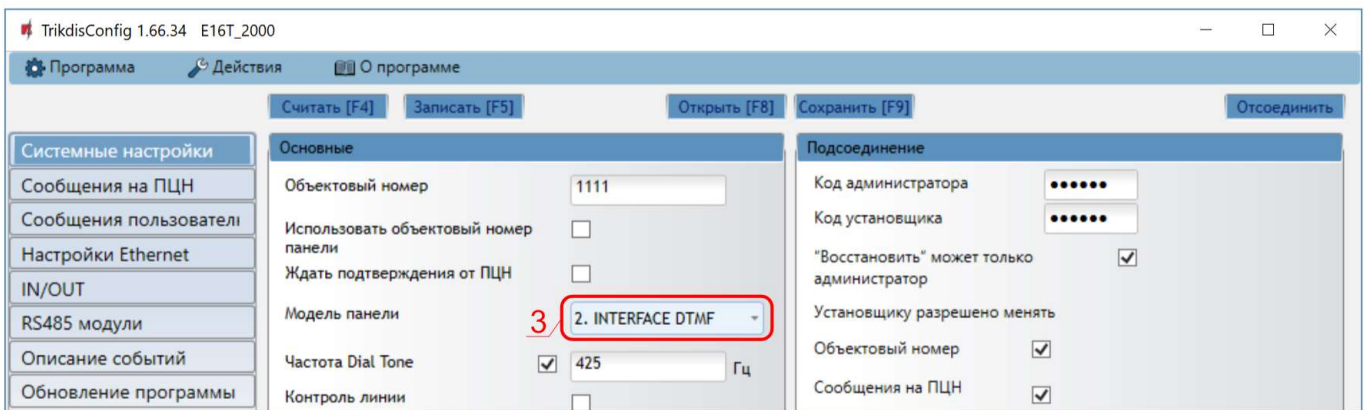 TrikdisConfig 1.66.34 E16T_2000
Программа Действия О программе
Считать [F4] Записать [F5] Открыть [F8] Сохранить [F9] Отсоединить
Системные настройки
Сообщения на ПЦН
Сообщения пользователи
Настройки Ethernet
IN/OUT
RS485 модули
Описание событий
Обновление программы
Основные
Объектовый номер 1111
Использовать объектовый номер
панели
Ждать подтверждения от ПЦН
Модель панели 3 2. INTERFACE DTMF
Частота Dial Tone 425 Гц
Контроль линии
Подсоединение
Код администратора ●●●●●●
Код установщика ●●●●●●
"Восстановить" может только
администратор
Установщику разрешено менять
Объектовый номер
Сообщения на ПЦН